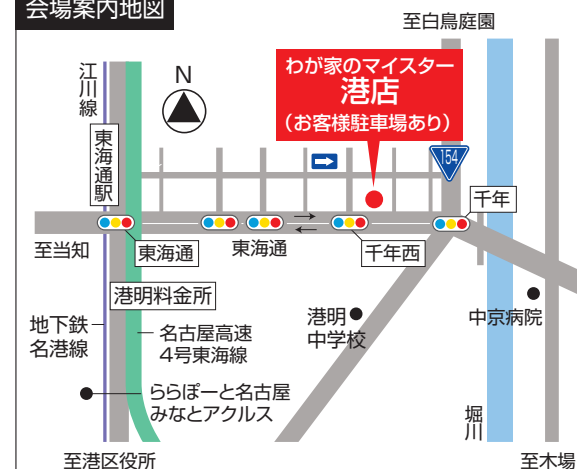 会場案内地図
至白鳥庭園
江川線
N
わが家のマイスター
港店
(お客様駐車場あり)
東海通駅
154
千年
至当知
東海通
東海通
千年西
港明料金所
地下鉄
名港線
名古屋高速
4号東海線
港明
中学校
中京病院
ららぽーと名古屋
みなとアクルス
堀川
至港区役所
至木場